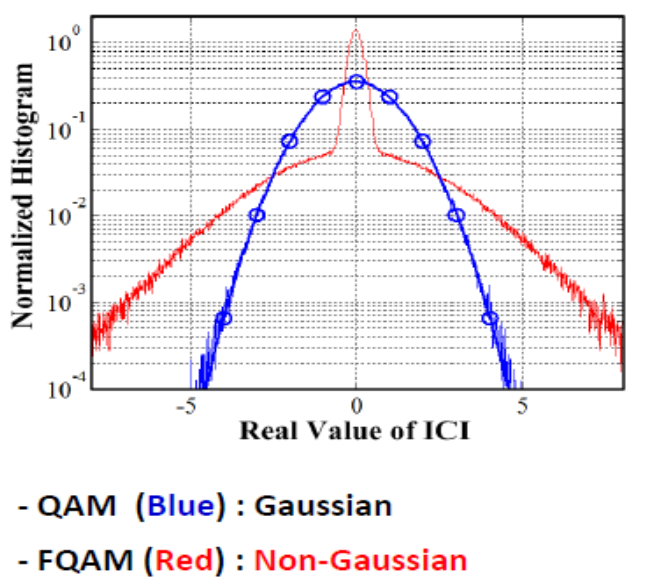 Normalized Histogram
10^0
10^-1
10^-2
10^-3
10^-4
-5 0 5
Real Value of ICI
- QAM (Blue) : Gaussian
- FQAM (Red) : Non-Gaussian